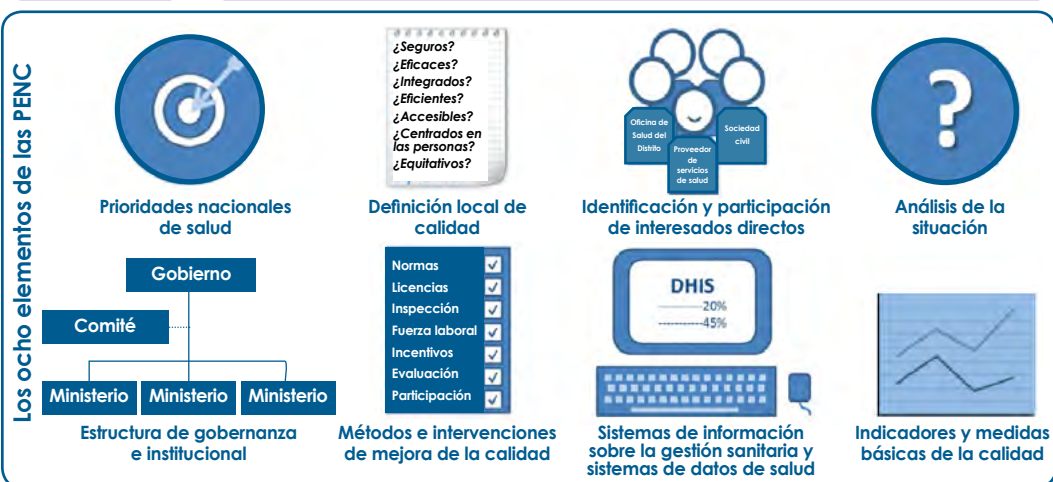 Los ocho elementos de las PENC
Prioridades nacionales
de salud
¿Seguros?
¿Eficaces?
¿Integrados?
¿Eficientes?
¿Accesibles?
¿Centrados en
las personas?
¿Equitativos?
Definición local de
calidad
Oficina de
Salud del
Distrito
Proveedor
de
servicios
de salud
Sociedad
civil
Identificación y participación
de interesados directos
?
Análisis de la
situación
Gobierno
Comité
Ministerio Ministerio Ministerio
Estructura de gobernanza
e institucional
Normas
Licencias
Inspección
Fuerza laboral
Incentivos
Evaluación
Participación
Métodos e intervenciones
de mejora de la calidad
DHIS
20%
45%
Sistemas de información
sobre la gestión sanitaria y
sistemas de datos de salud
Indicadores y medidas
básicas de la calidad